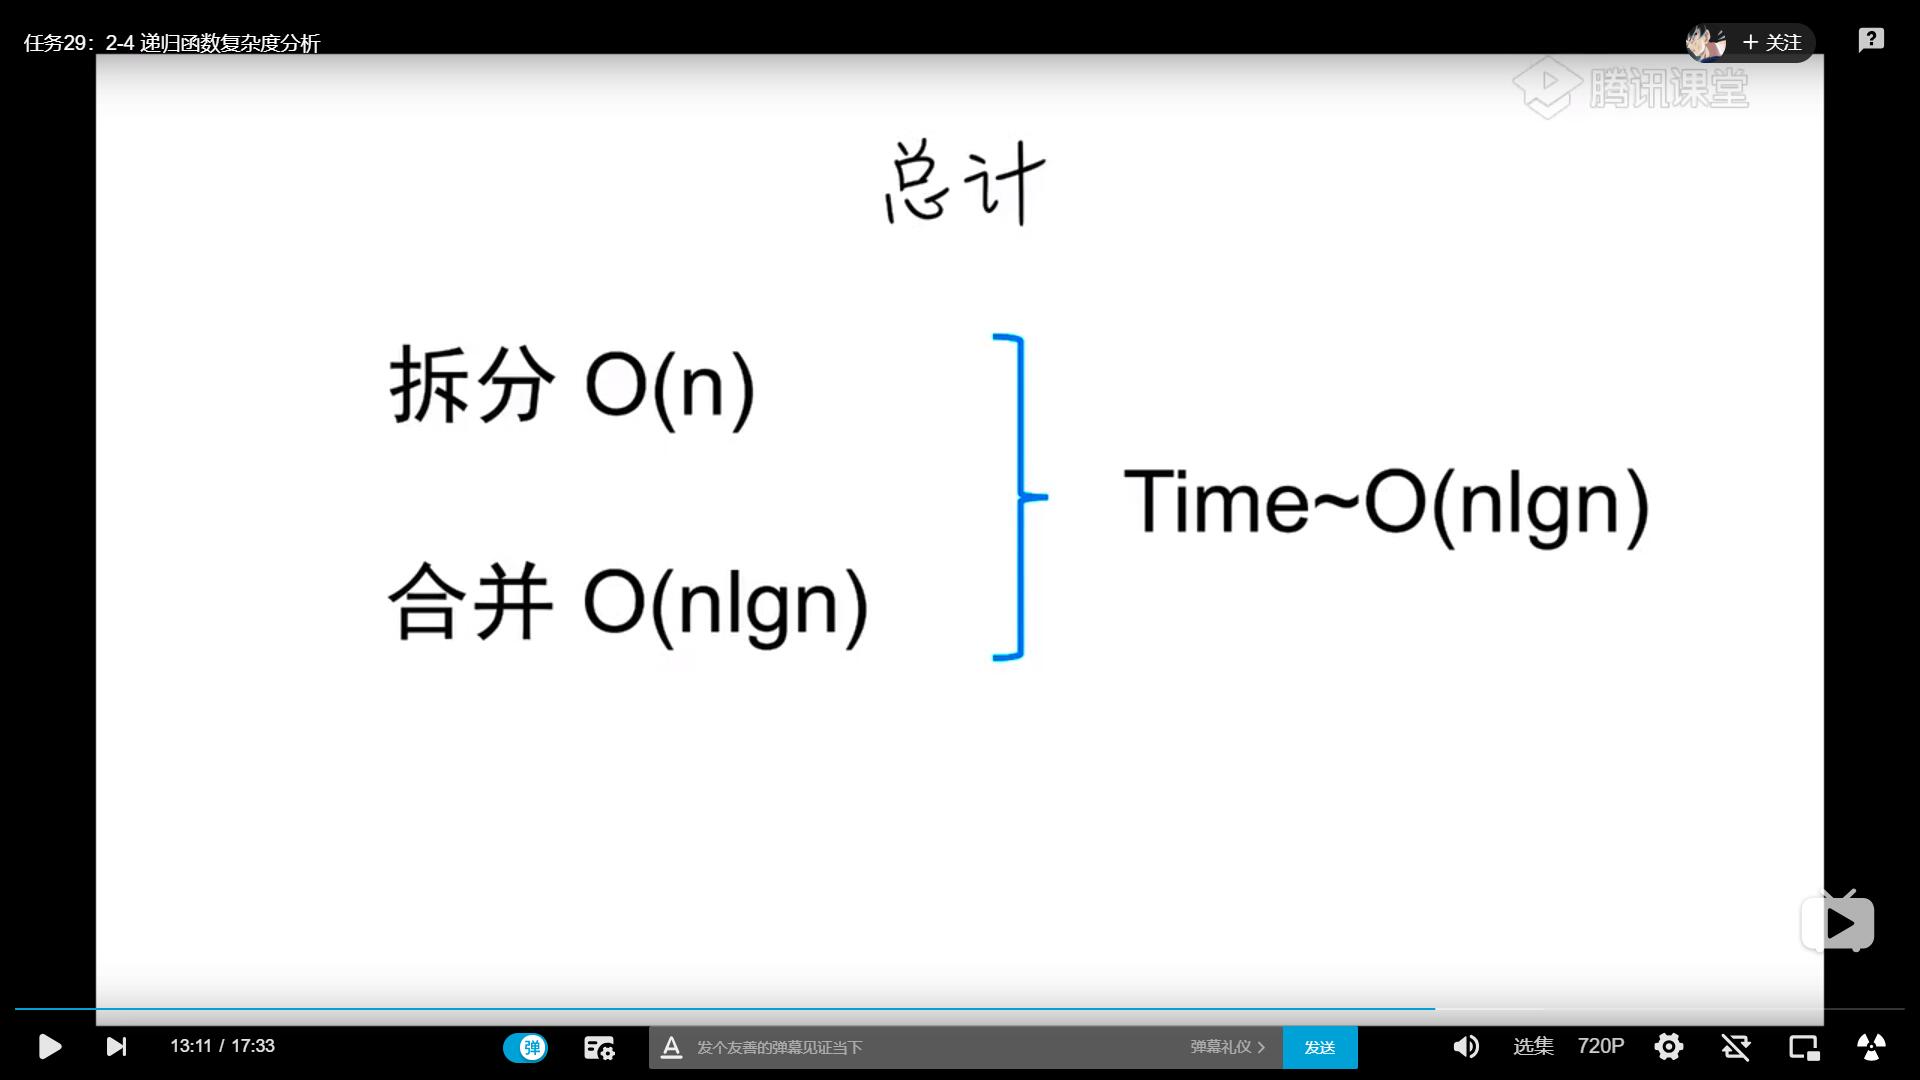 任务29：2-4 递归函数复杂度分析
+ 关注
腾讯课堂
总计
拆分 O(n)
Time~O(nlgn)
合并 O(nlgn)
13:11 / 17:33
弹
A
发个友善的弹幕见证当下
弹幕礼仪 >
发送
选集
720P